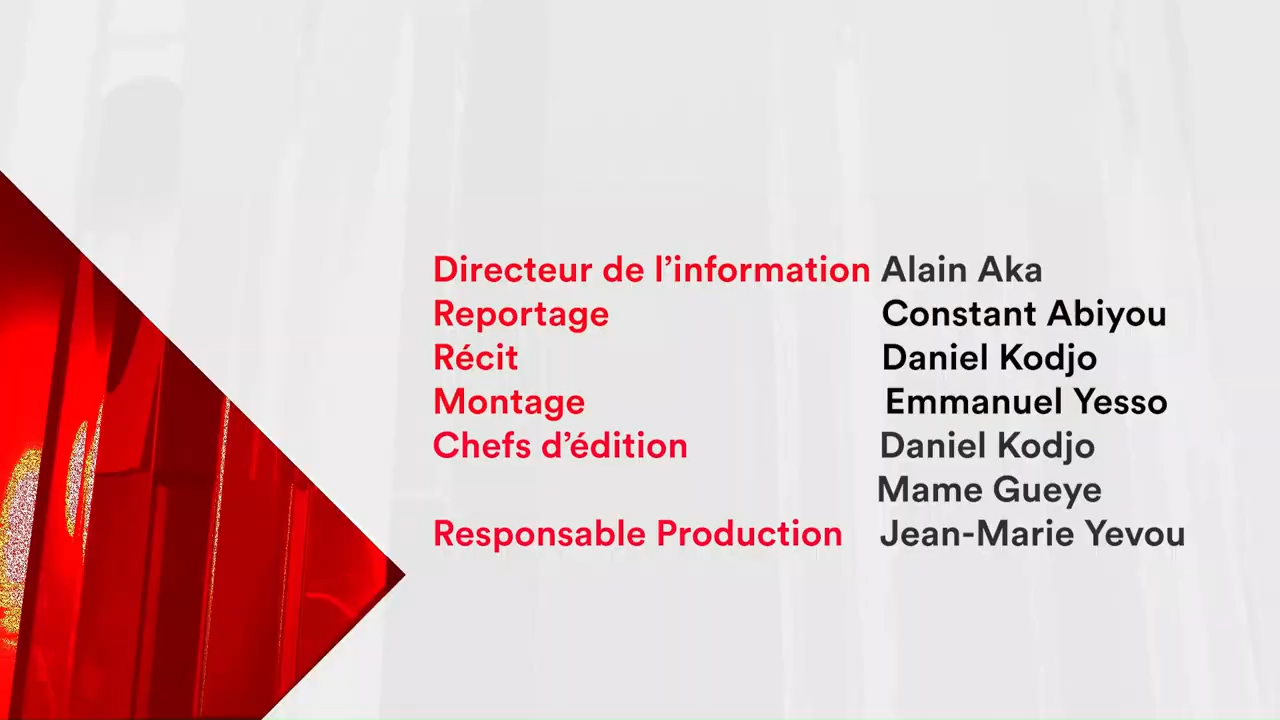 Directeur de l’information Alain Aka
Reportage Constant Abiyou
Récit Daniel Kodjo
Montage Emmanuel Yesso
Chefs d’édition Daniel Kodjo
Mame Gueye
Responsable Production Jean-Marie Yevou